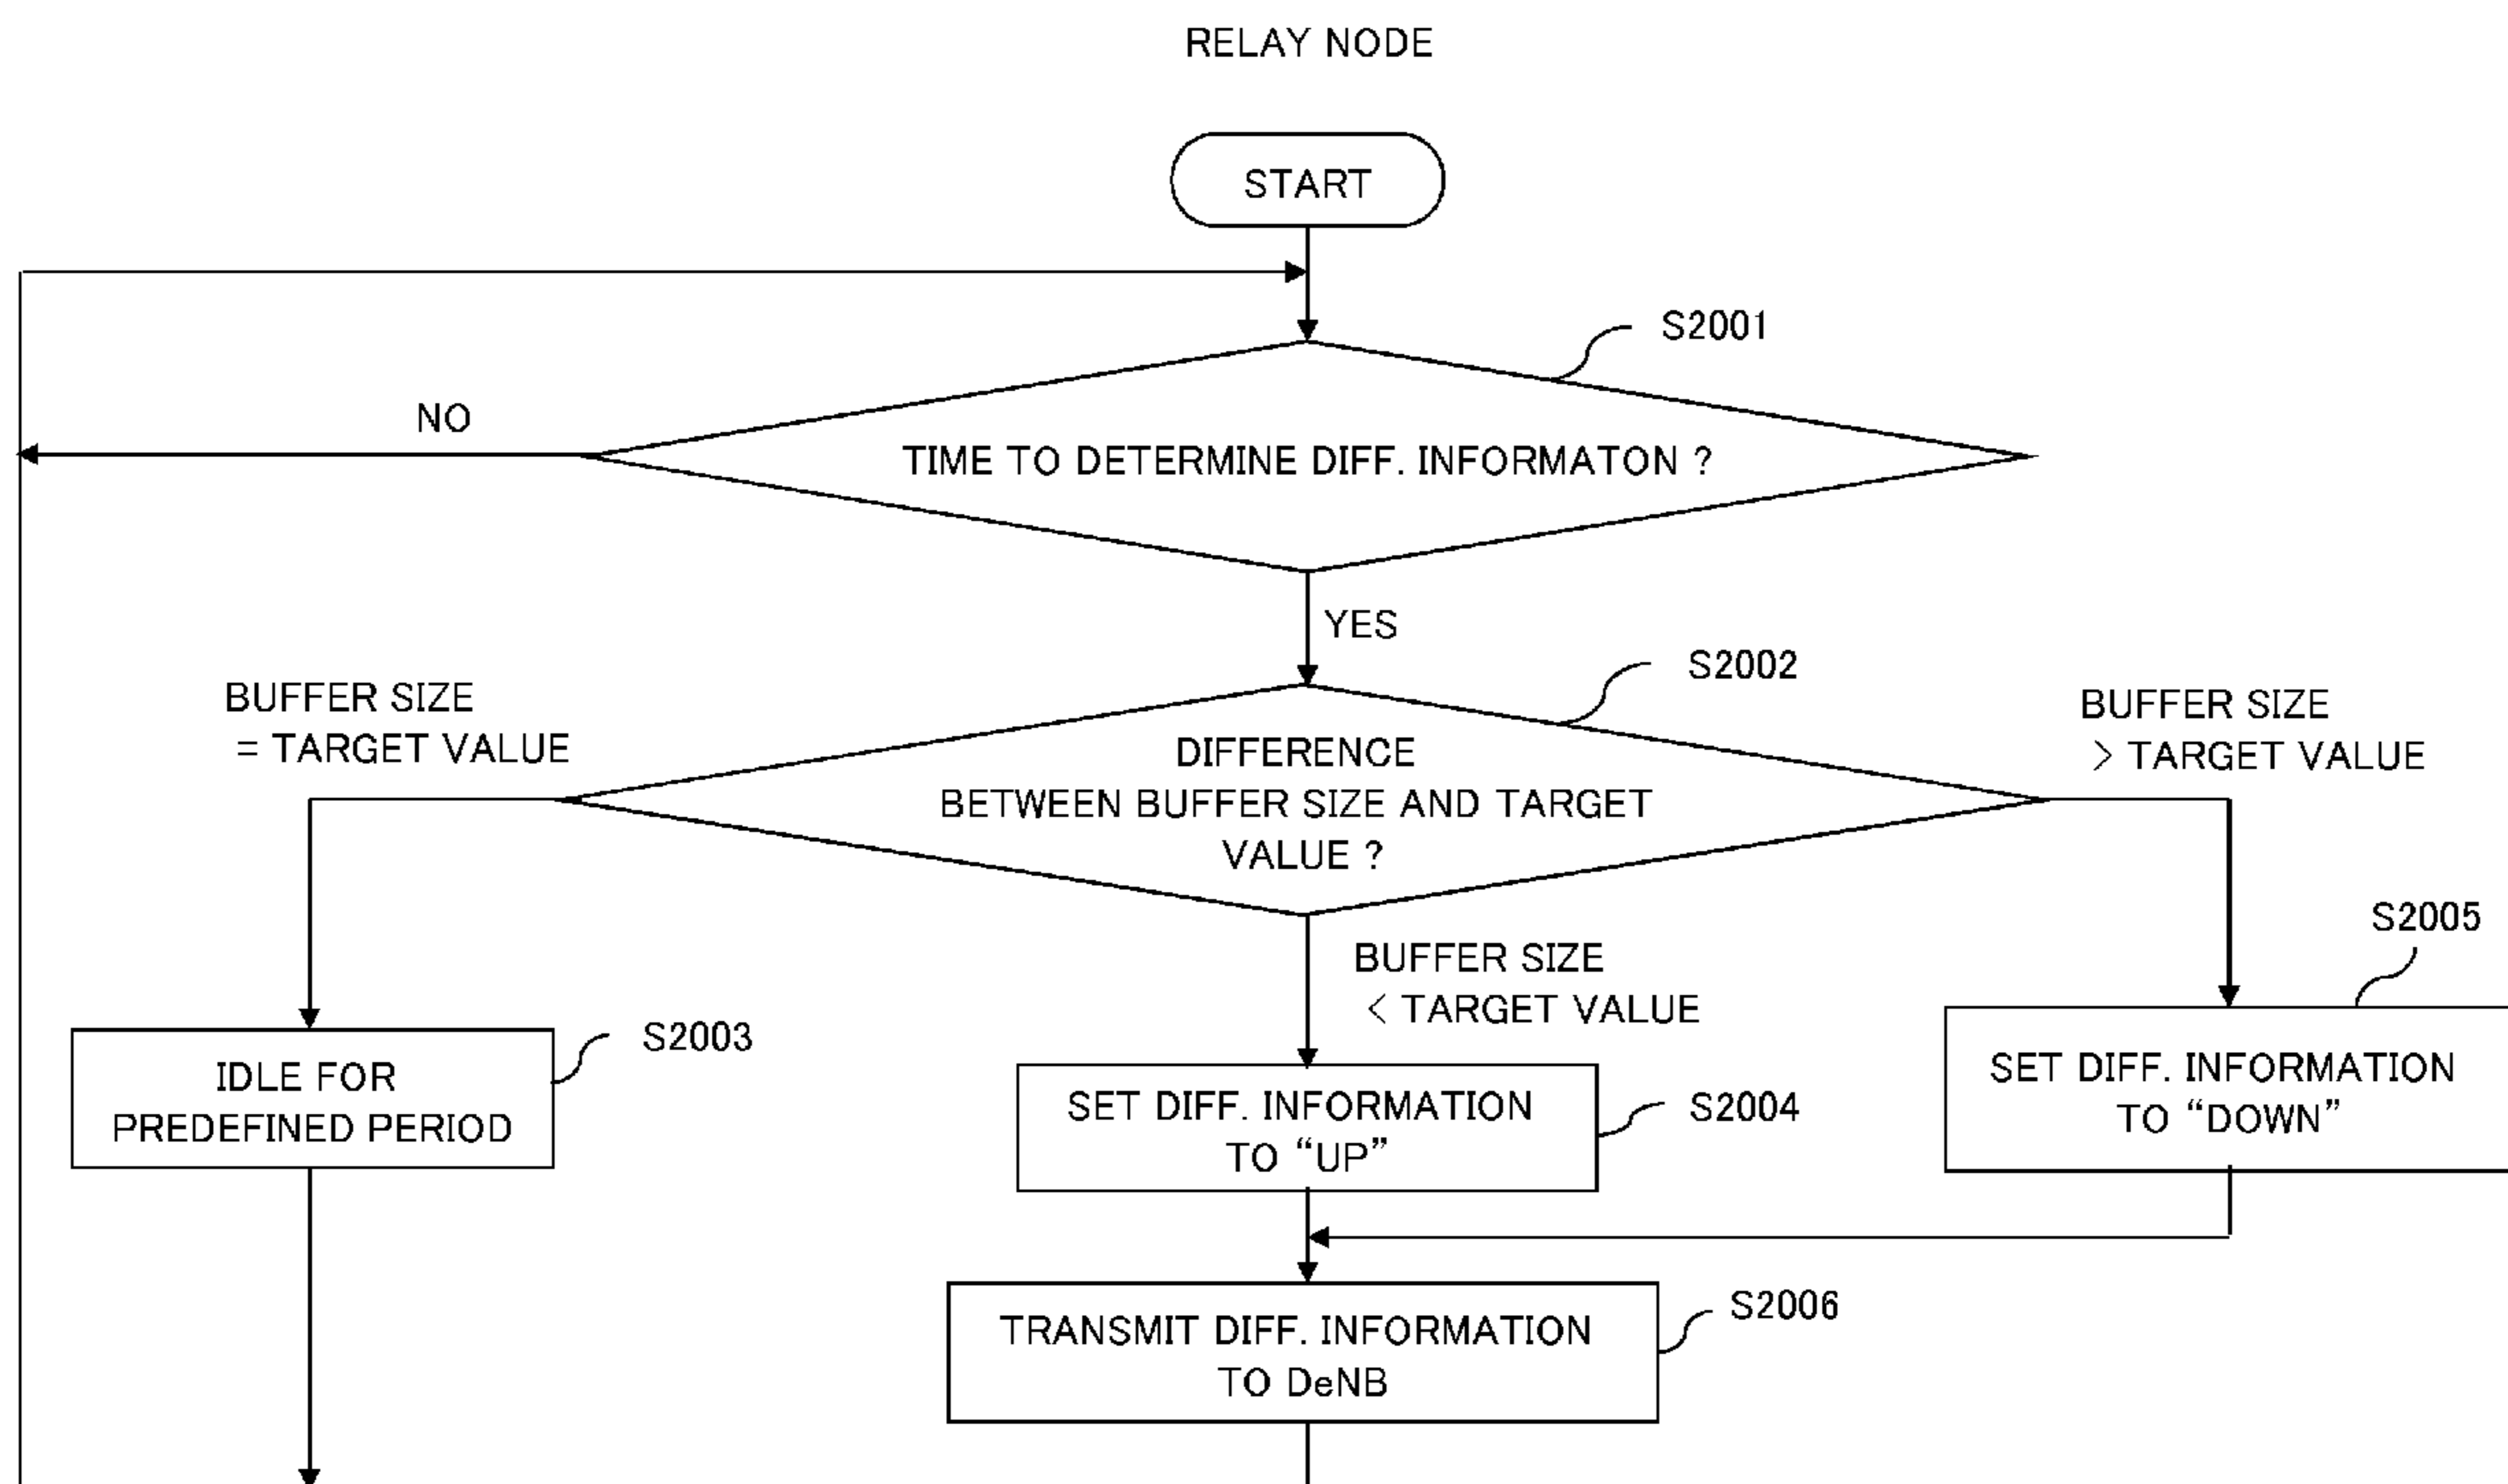 RELAY NODE
START
S2001
NO
TIME TO DETERMINE DIFF. INFORMATON ?
YES
S2002
BUFFER SIZE
= TARGET VALUE
DIFFERENCE
BETWEEN BUFFER SIZE AND TARGET
VALUE ?
BUFFER SIZE
> TARGET VALUE
BUFFER SIZE
< TARGET VALUE
S2005
S2003
IDLE FOR
PREDEFINED PERIOD
SET DIFF. INFORMATION
TO “UP”
S2004
SET DIFF. INFORMATION
TO “DOWN”
S2006
TRANSMIT DIFF. INFORMATION
TO DeNB